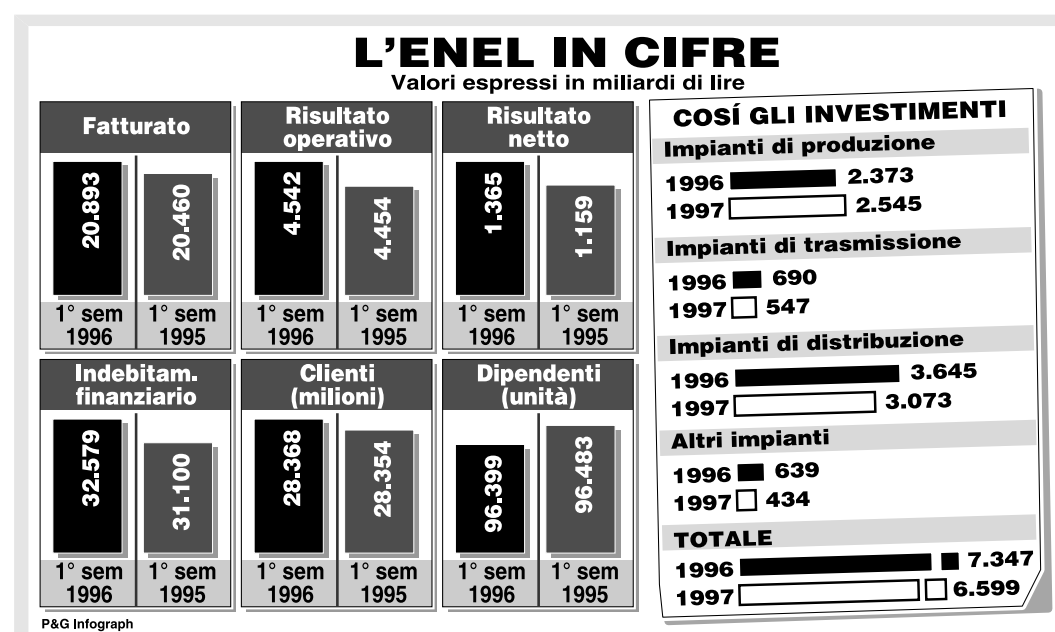 L'ENEL IN CIFRE
Valori espressi in miliardi di lire
Fatturato
20.893
20.460
1° sem 1996
1° sem 1995
Risultato
operativo
4.542
4.454
1° sem 1996
1° sem 1995
Risultato
netto
1.365
1.159
1° sem 1996
1° sem 1995
Indebitam.
finanziario
32.579
31.100
1° sem 1996
1° sem 1995
Clienti
(milioni)
28.368
28.354
1° sem 1996
1° sem 1995
Dipendenti
(unità)
96.399
96.483
1° sem 1996
1° sem 1995
COSÍ GLI INVESTIMENTI
Impianti di produzione
1996 2.373
1997 2.545
Impianti di trasmissione
1996 690
1997 547
Impianti di distribuzione
1996 3.645
1997 3.073
Altri impianti
1996 639
1997 434
TOTALE
1996 7.347
1997 6.599
P&G Infograph